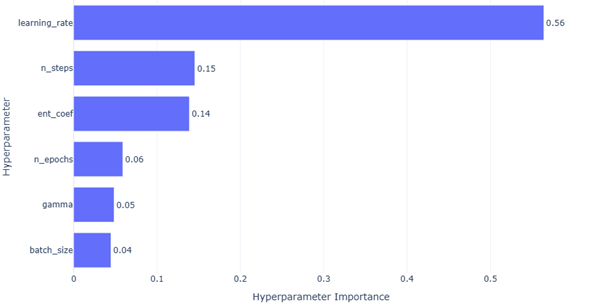 learning_rate
0.56
n_steps
0.15
ent_coef
0.14
n_epochs
0.06
gamma
0.05
batch_size
0.04
0
0.1
0.2
0.3
0.4
0.5
Hyperparameter Importance
Hyperparameter